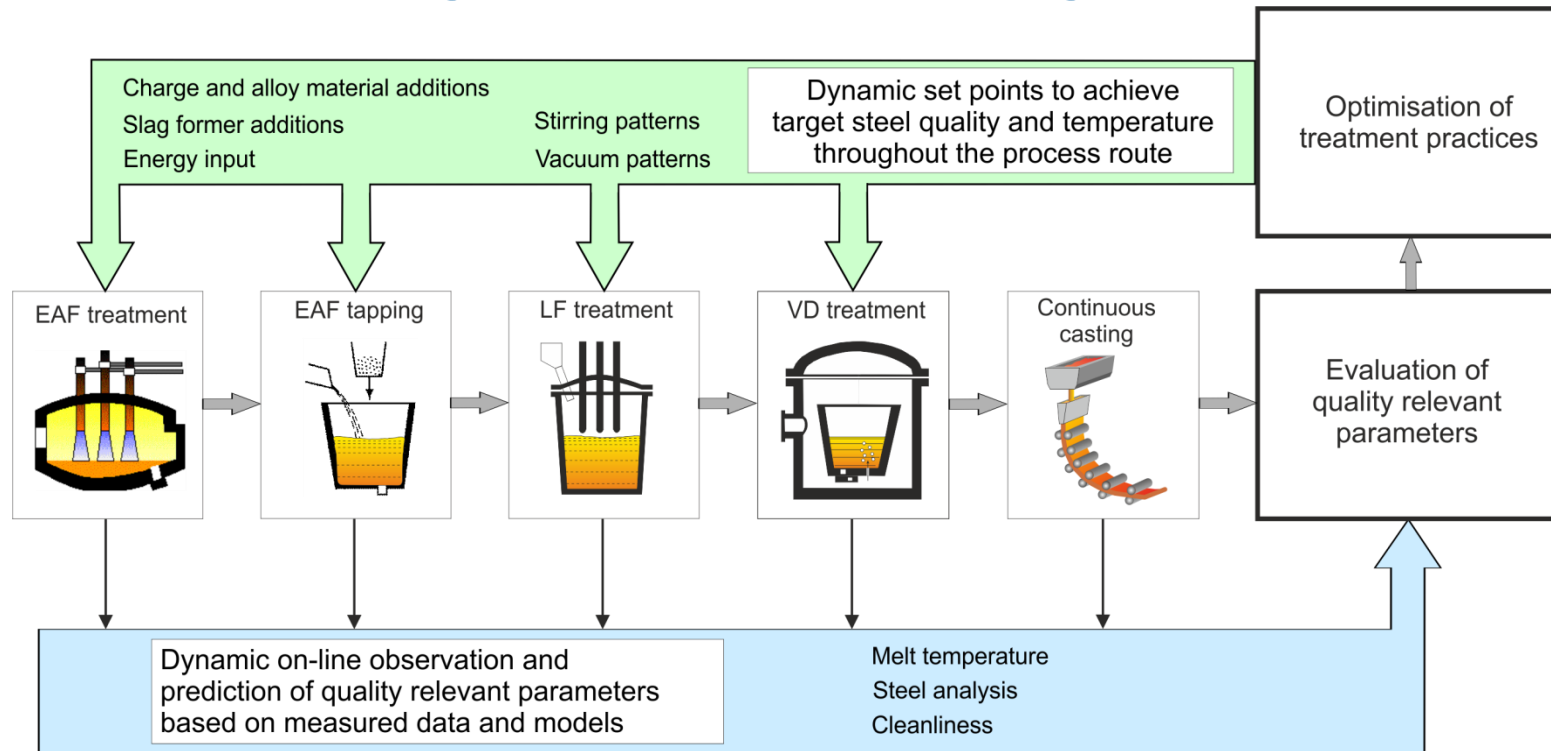 Charge and alloy material additions
Slag former additions
Energy input
Stirring patterns
Vacuum patterns
Dynamic set points to achieve
target steel quality and temperature
throughout the process route
Optimisation of
treatment practices
EAF treatment
EAF tapping
LF treatment
VD treatment
Continuous
casting
Evaluation of
quality relevant
parameters
Dynamic on-line observation and
prediction of quality relevant parameters
based on measured data and models
Melt temperature
Steel analysis
Cleanliness